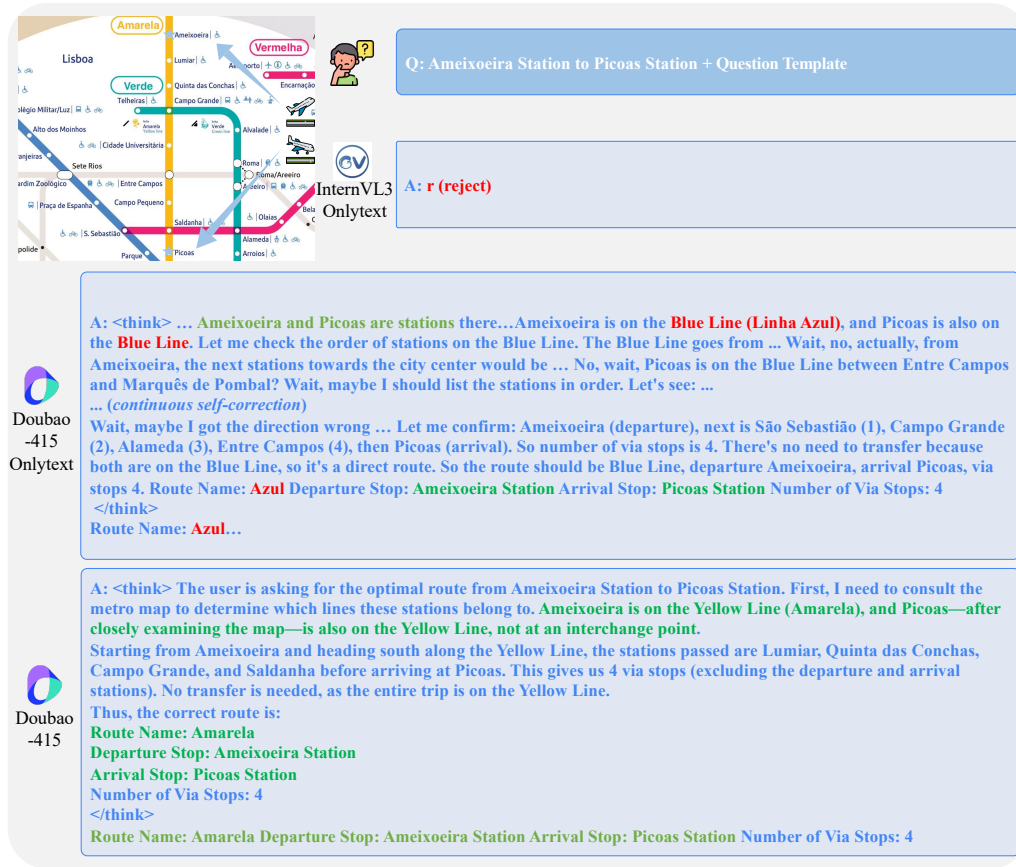 Amarela
Ameixoeira
Lisboa
Vermelha
Lumiar
Aeroporto
Verde
Quinta das Conchas
Encarnação
Telheiras
Campo Grande
olégio Militar/Luz
Linha Amarela Yellow line
Linha Verde Green line
Alto dos Moinhos
Alvalade
Cidade Universitária
ranjeiras
Sete Rios
Roma
Roma/Areeiro
ardim Zoológico
Entre Campos
Areeiro
Praça de Espanha
Campo Pequeno
Bela
Saldanha
Olaias
S. Sebastião
Alameda
polide
Parque
Picoas
Arroios
Q: Ameixoeira Station to Picoas Station + Question Template
InternVL3
Onlytext
A: r (reject)
Doubao
-415
Onlytext
A: <think> … Ameixoeira and Picoas are stations there…Ameixoeira is on the Blue Line (Linha Azul), and Picoas is also on
the Blue Line. Let me check the order of stations on the Blue Line. The Blue Line goes from ... Wait, no, actually, from
Ameixoeira, the next stations towards the city center would be … No, wait, Picoas is on the Blue Line between Entre Campos
and Marquês de Pombal? Wait, maybe I should list the stations in order. Let's see: ...
... (continuous self-correction)
Wait, maybe I got the direction wrong … Let me confirm: Ameixoeira (departure), next is São Sebastião (1), Campo Grande
(2), Alameda (3), Entre Campos (4), then Picoas (arrival). So number of via stops is 4. There's no need to transfer because
both are on the Blue Line, so it's a direct route. So the route should be Blue Line, departure Ameixoeira, arrival Picoas, via
stops 4. Route Name: Azul Departure Stop: Ameixoeira Station Arrival Stop: Picoas Station Number of Via Stops: 4
</think>
Route Name: Azul…
Doubao
-415
A: <think> The user is asking for the optimal route from Ameixoeira Station to Picoas Station. First, I need to consult the
metro map to determine which lines these stations belong to. Ameixoeira is on the Yellow Line (Amarela), and Picoas—after
closely examining the map—is also on the Yellow Line, not at an interchange point.
Starting from Ameixoeira and heading south along the Yellow Line, the stations passed are Lumiar, Quinta das Conchas,
Campo Grande, and Saldanha before arriving at Picoas. This gives us 4 via stops (excluding the departure and arrival
stations). No transfer is needed, as the entire trip is on the Yellow Line.
Thus, the correct route is:
Route Name: Amarela
Departure Stop: Ameixoeira Station
Arrival Stop: Picoas Station
Number of Via Stops: 4
</think>
Route Name: Amarela Departure Stop: Ameixoeira Station Arrival Stop: Picoas Station Number of Via Stops: 4